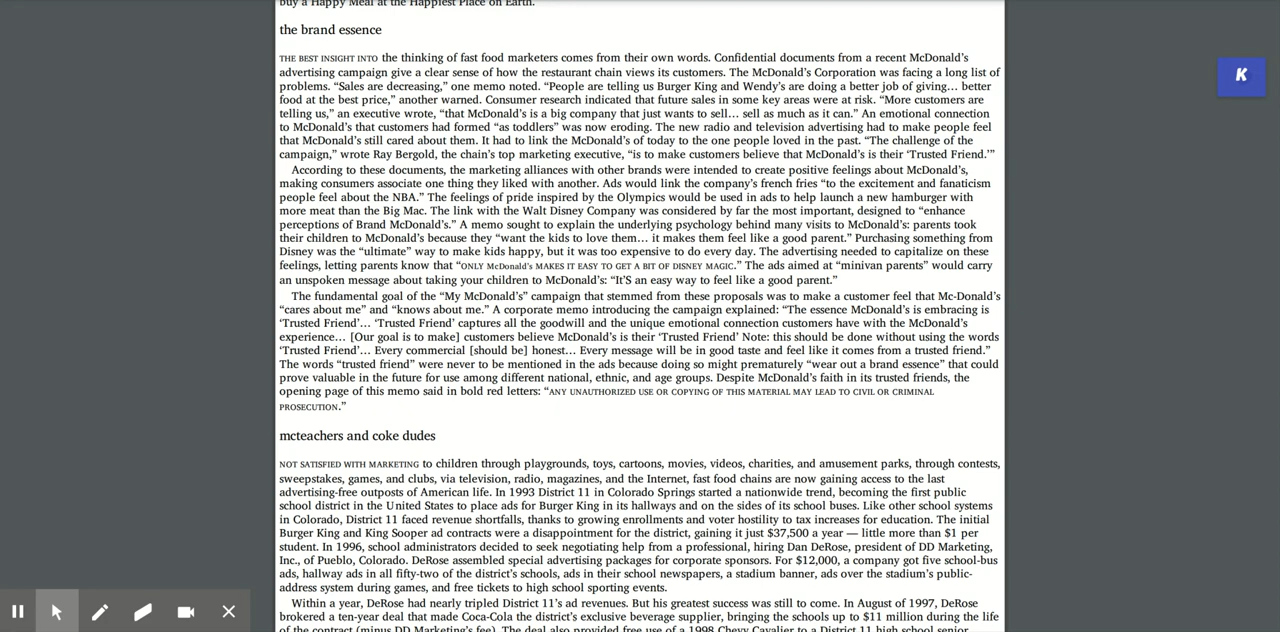 buy a Happy Meal at the Happiest Place on Earth.
the brand essence
THE BEST INSIGHT INTO the thinking of fast food marketers comes from their own words. Confidential documents from a recent McDonald’s
advertising campaign give a clear sense of how the restaurant chain views its customers. The McDonald’s Corporation was facing a long list of
problems. “Sales are decreasing,” one memo noted. “People are telling us Burger King and Wendy’s are doing a better job of giving... better
food at the best price,” another warned. Consumer research indicated that future sales in some key areas were at risk. “More customers are
telling us,” an executive wrote, “that McDonald’s is a big company that just wants to sell... sell as much as it can.” An emotional connection
to McDonald’s that customers had formed “as toddlers” was now eroding. The new radio and television advertising had to make people feel
that McDonald’s still cared about them. It had to link the McDonald’s of today to the one people loved in the past. “The challenge of the
campaign,” wrote Ray Bergold, the chain’s top marketing executive, “is to make customers believe that McDonald’s is their ‘Trusted Friend.’”
According to these documents, the marketing alliances with other brands were intended to create positive feelings about McDonald’s,
making consumers associate one thing they liked with another. Ads would link the company’s french fries “to the excitement and fanaticism
people feel about the NBA.” The feelings of pride inspired by the Olympics would be used in ads to help launch a new hamburger with
more meat than the Big Mac. The link with the Walt Disney Company was considered by far the most important, designed to “enhance
perceptions of Brand McDonald’s.” A memo sought to explain the underlying psychology behind many visits to McDonald’s: parents took
their children to McDonald’s because they “want the kids to love them... it makes them feel like a good parent.” Purchasing something from
Disney was the “ultimate” way to make kids happy, but it was too expensive to do every day. The advertising needed to capitalize on these
feelings, letting parents know that “ONLY McDonald’s MAKES IT EASY TO GET A BIT OF DISNEY MAGIC.” The ads aimed at “minivan parents” would carry
an unspoken message about taking your children to McDonald’s: “It’S an easy way to feel like a good parent.”
The fundamental goal of the “My McDonald’s” campaign that stemmed from these proposals was to make a customer feel that Mc-Donald’s
“cares about me” and “knows about me.” A corporate memo introducing the campaign explained: “The essence McDonald’s is embracing is
‘Trusted Friend’... ‘Trusted Friend’ captures all the goodwill and the unique emotional connection customers have with the McDonald’s
experience... [Our goal is to make] customers believe McDonald’s is their ‘Trusted Friend’ Note: this should be done without using the words
‘Trusted Friend’... Every commercial [should be] honest... Every message will be in good taste and feel like it comes from a trusted friend.”
The words “trusted friend” were never to be mentioned in the ads because doing so might prematurely “wear out a brand essence” that could
prove valuable in the future for use among different national, ethnic, and age groups. Despite McDonald’s faith in its trusted friends, the
opening page of this memo said in bold red letters: “ANY UNAUTHORIZED USE OR COPYING OF THIS MATERIAL MAY LEAD TO CIVIL OR CRIMINAL
PROSECUTION.”
mcteachers and coke dudes
NOT SATISFIED WITH MARKETING to children through playgrounds, toys, cartoons, movies, videos, charities, and amusement parks, through contests,
sweepstakes, games, and clubs, via television, radio, magazines, and the Internet, fast food chains are now gaining access to the last
advertising-free outposts of American life. In 1993 District 11 in Colorado Springs started a nationwide trend, becoming the first public
school district in the United States to place ads for Burger King in its hallways and on the sides of its school buses. Like other school systems
in Colorado, District 11 faced revenue shortfalls, thanks to growing enrollments and voter hostility to tax increases for education. The initial
Burger King and King Sooper ad contracts were a disappointment for the district, gaining it just $37,500 a year — little more than $1 per
student. In 1996, school administrators decided to seek negotiating help from a professional, hiring Dan DeRose, president of DD Marketing,
Inc., of Pueblo, Colorado. DeRose assembled special advertising packages for corporate sponsors. For $12,000, a company got five school-bus
ads, hallway ads in all fifty-two of the district’s schools, ads in their school newspapers, a stadium banner, ads over the stadium’s public-
address system during games, and free tickets to high school sporting events.
Within a year, DeRose had nearly tripled District 11’s ad revenues. But his greatest success was still to come. In August of 1997, DeRose
brokered a ten-year deal that made Coca-Cola the district’s exclusive beverage supplier, bringing the schools up to $11 million during the life
of the contract (minus DD Marketing’s fee). The deal also provided free use of a 1998 Chevy Cavalier to a District 11 high school senior,
K